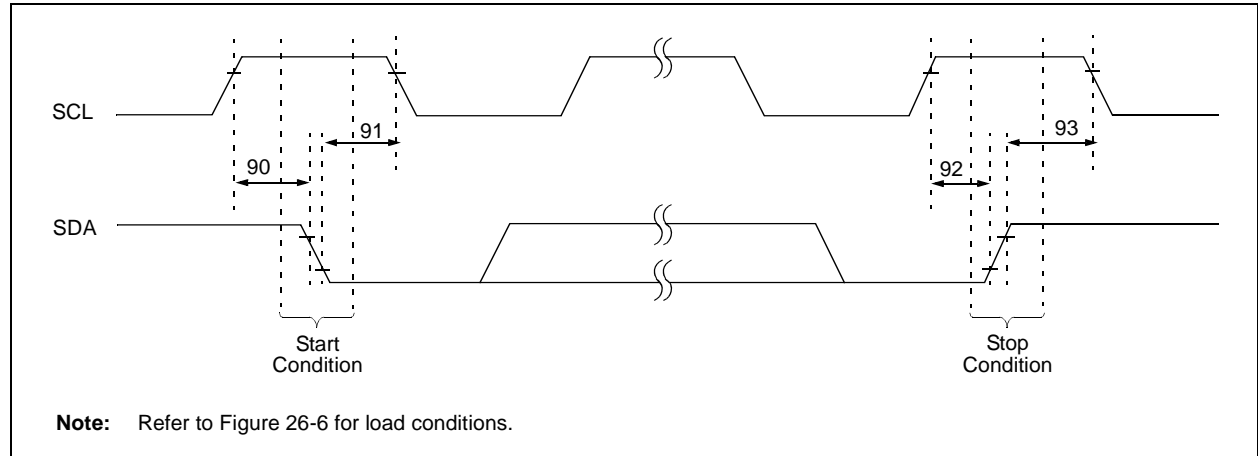 SCL
91
93
90
92
SDA
Start
Condition
Stop
Condition
Note: Refer to Figure 26-6 for load conditions.